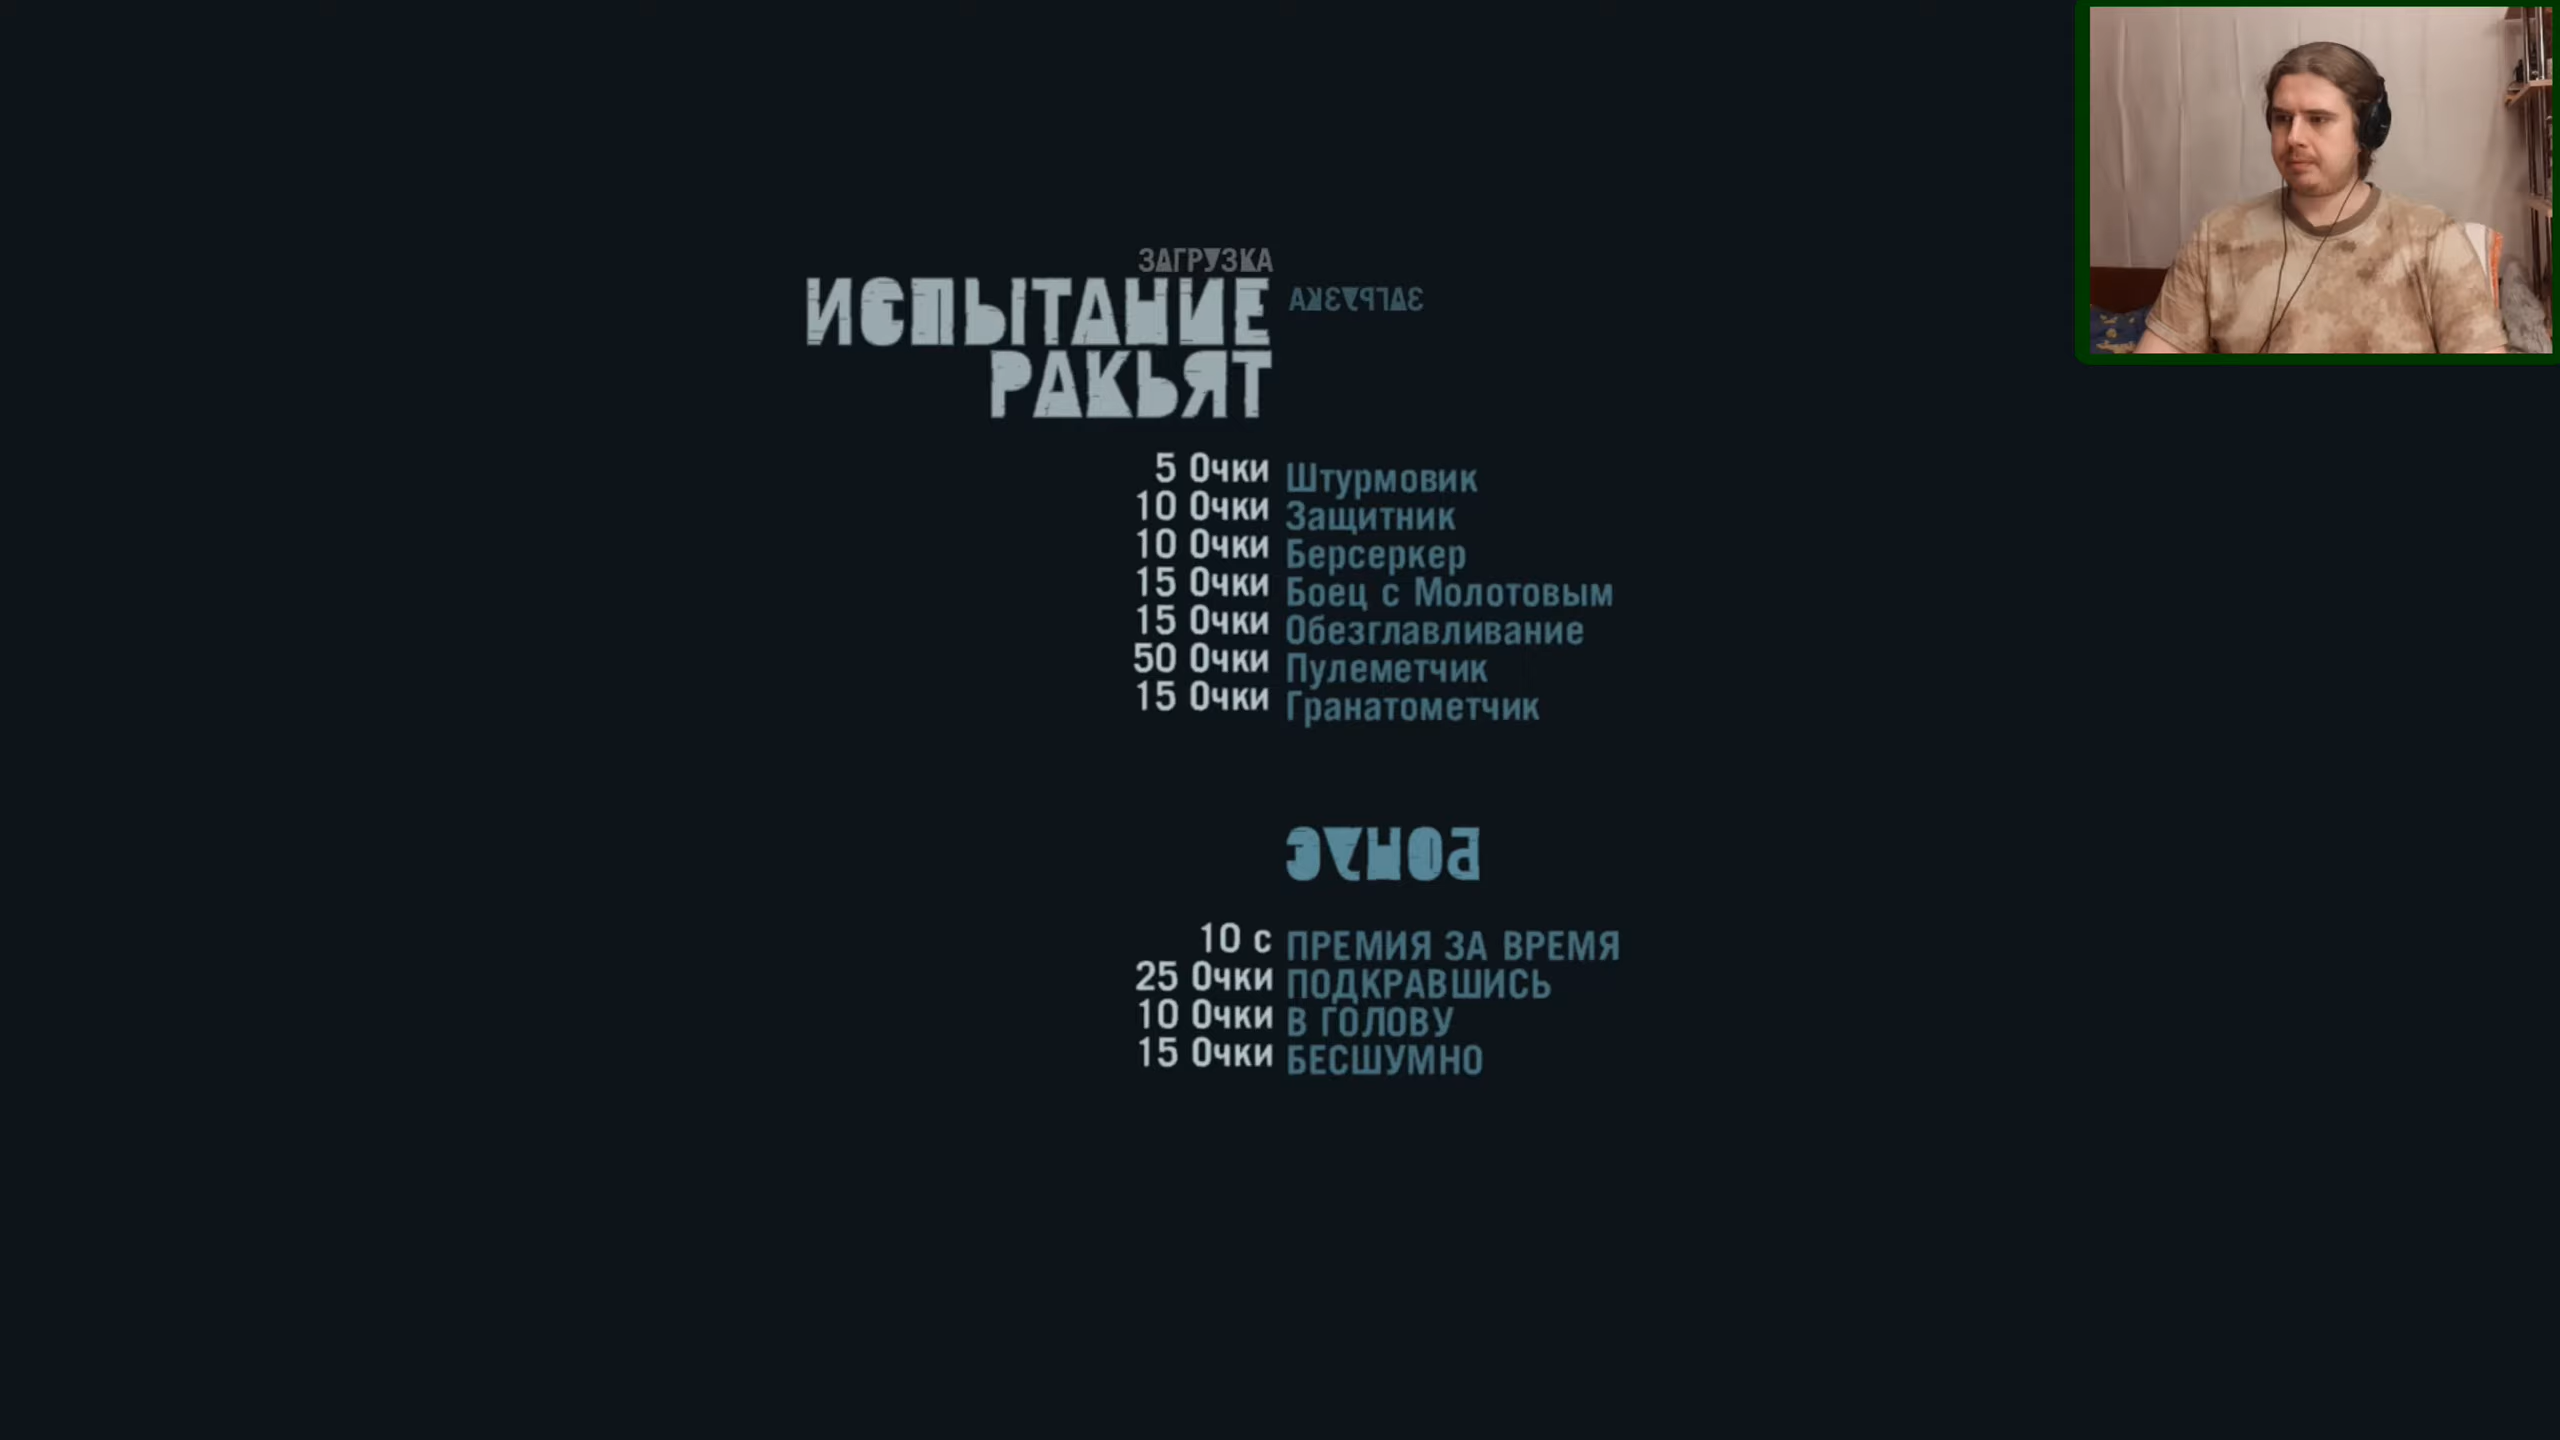 ЗАГРУЗКА
ИСПЫТАНИЕ ЗАГРУЗКА
РАКЬЯТ
5 Очки Штурмовик
10 Очки Защитник
10 Очки Берсеркер
15 Очки Боец с Молотовым
15 Очки Обезглавливание
50 Очки Пулеметчик
15 Очки Гранатометчик
БОНУС
10 с ПРЕМИЯ ЗА ВРЕМЯ
25 Очки ПОДКРАВШИСЬ
10 Очки В ГОЛОВУ
15 Очки БЕСШУМНО